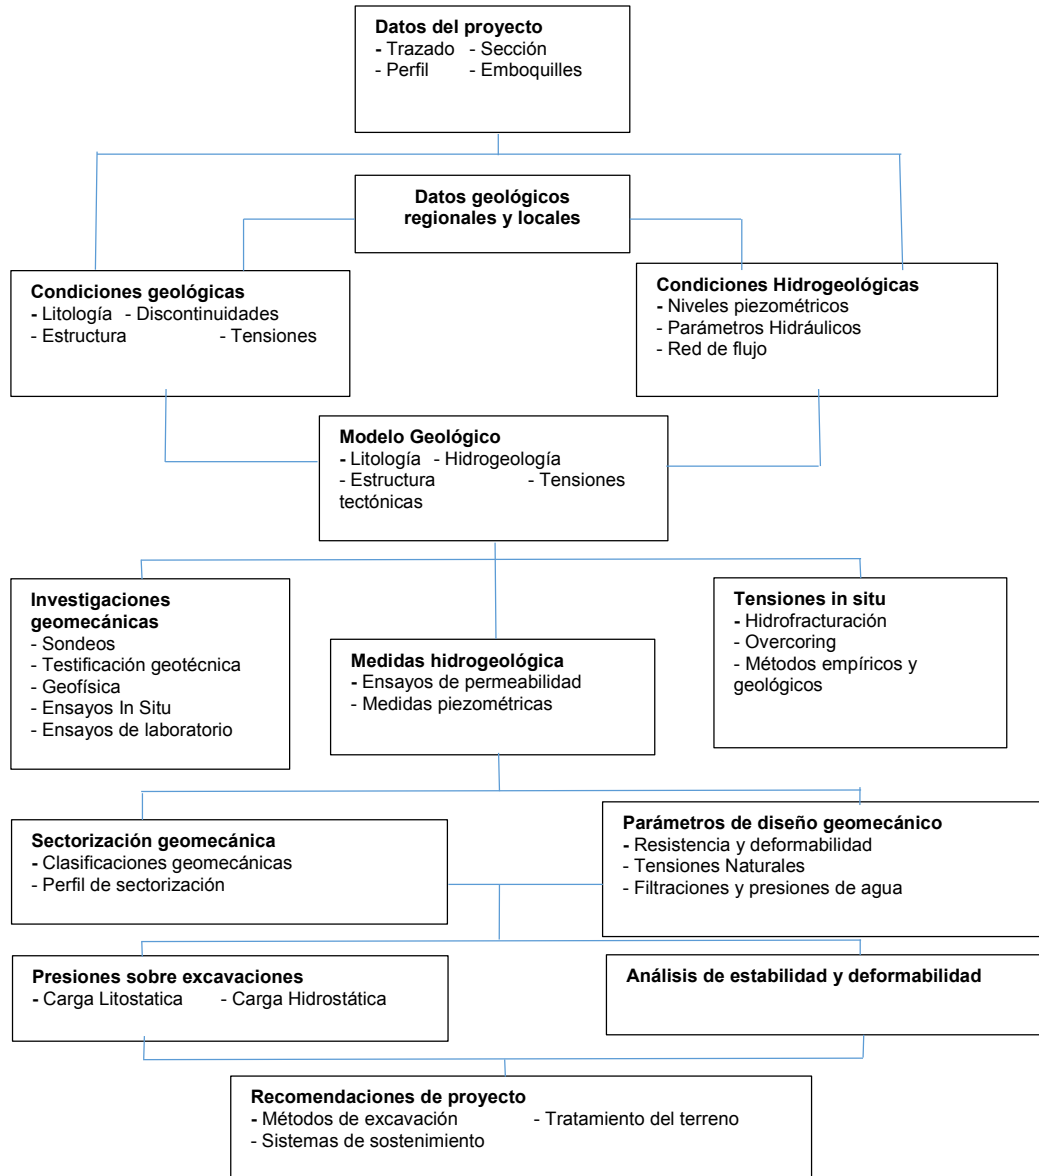 Datos del proyecto
- Trazado - Sección
- Perfil - Emboquilles
Datos geológicos
regionales y locales
Condiciones geológicas
- Litología - Discontinuidades
- Estructura - Tensiones
Condiciones Hidrogeológicas
- Niveles piezométricos
- Parámetros Hidráulicos
- Red de flujo
Modelo Geológico
- Litología - Hidrogeología
- Estructura - Tensiones
tectónicas
Investigaciones
geomecánicas
- Sondeos
- Testificación geotécnica
- Geofísica
- Ensayos In Situ
- Ensayos de laboratorio
Medidas hidrogeológica
- Ensayos de permeabilidad
- Medidas piezométricas
Tensiones in situ
- Hidrofracturación
- Overcoring
- Métodos empíricos y
geológicos
Sectorización geomecánica
- Clasificaciones geomecánicas
- Perfil de sectorización
Parámetros de diseño geomecánico
- Resistencia y deformabilidad
- Tensiones Naturales
- Filtraciones y presiones de agua
Presiones sobre excavaciones
- Carga Litostatica - Carga Hidrostática
Análisis de estabilidad y deformabilidad
Recomendaciones de proyecto
- Métodos de excavación - Tratamiento del terreno
- Sistemas de sostenimiento